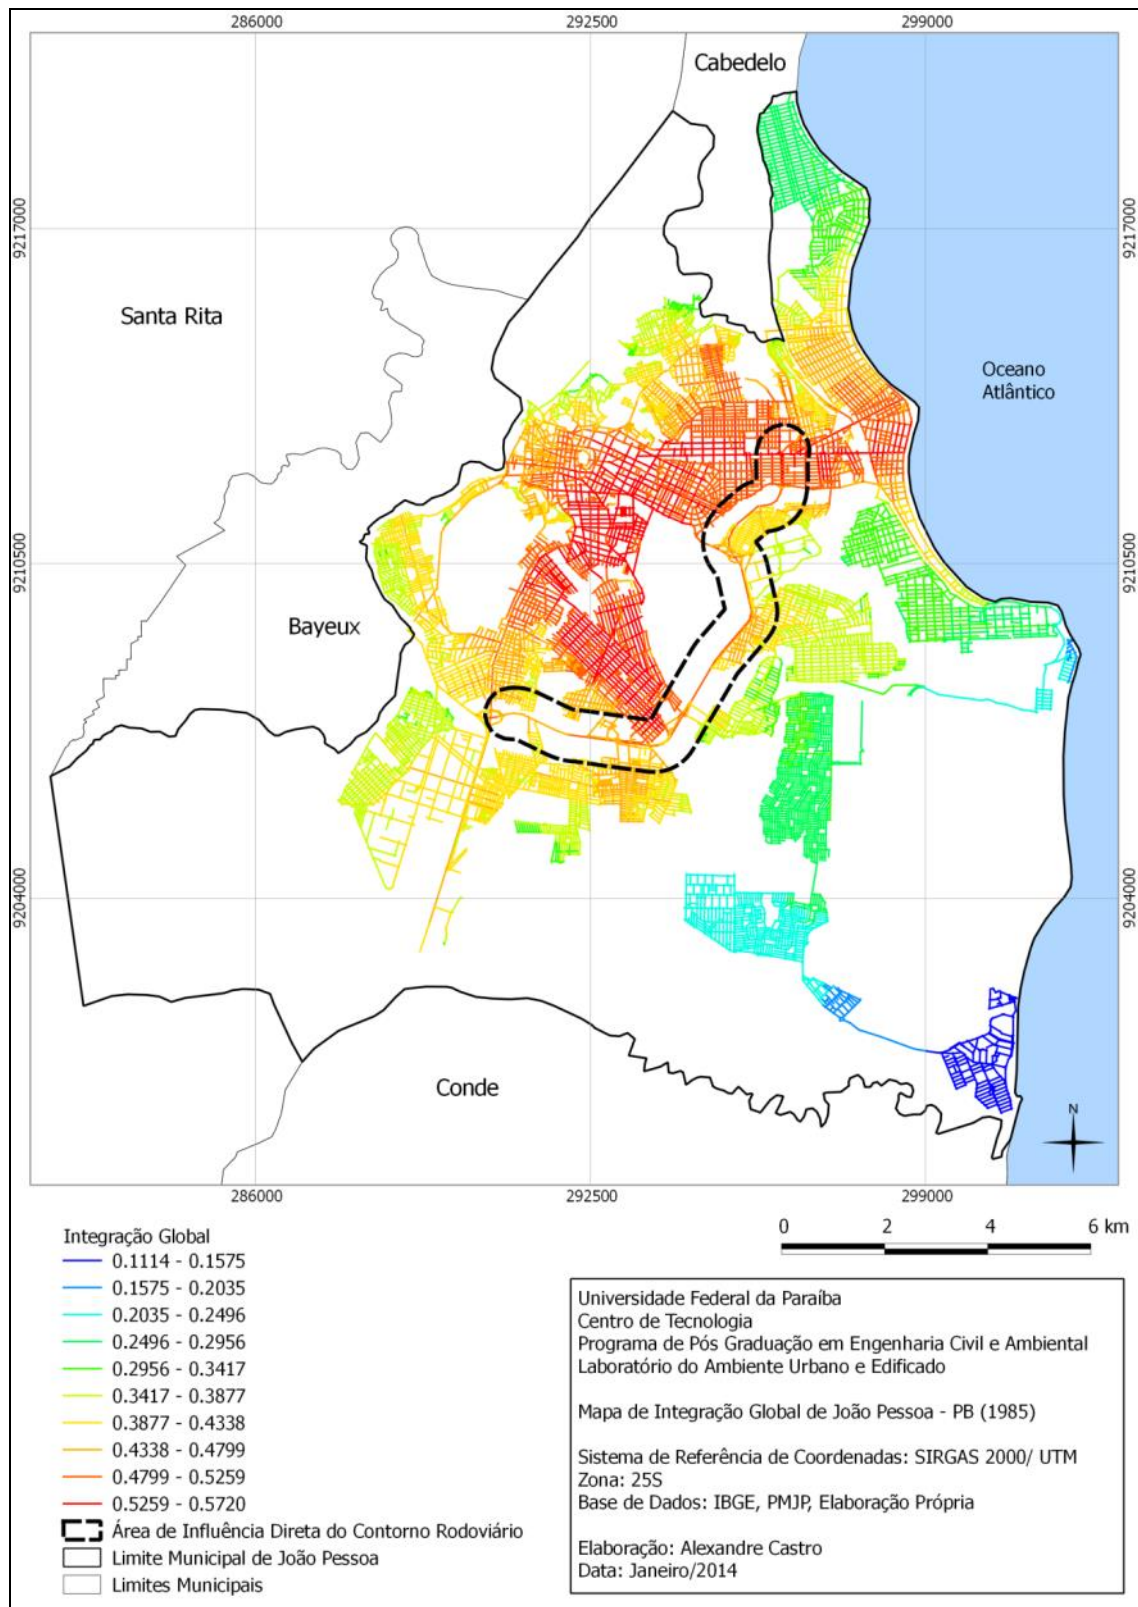 286000
292500
299000
Cabedelo
9217000
9217000
Santa Rita
Oceano
Atlântico
9210500
9210500
Bayeux
9204000
9204000
Conde
N
286000
292500
299000
Integração Global
0.1114 - 0.1575
0.1575 - 0.2035
0.2035 - 0.2496
0.2496 - 0.2956
0.2956 - 0.3417
0.3417 - 0.3877
0.3877 - 0.4338
0.4338 - 0.4799
0.4799 - 0.5259
0.5259 - 0.5720
Área de Influência Direta do Contorno Rodoviário
Limite Municipal de João Pessoa
Limites Municipais
0 2 4 6 km
Universidade Federal da Paraíba
Centro de Tecnologia
Programa de Pós Graduação em Engenharia Civil e Ambiental
Laboratório do Ambiente Urbano e Edificado
Mapa de Integração Global de João Pessoa - PB (1985)
Sistema de Referência de Coordenadas: SIRGAS 2000/ UTM
Zona: 25S
Base de Dados: IBGE, PMJP, Elaboração Própria
Elaboração: Alexandre Castro
Data: Janeiro/2014